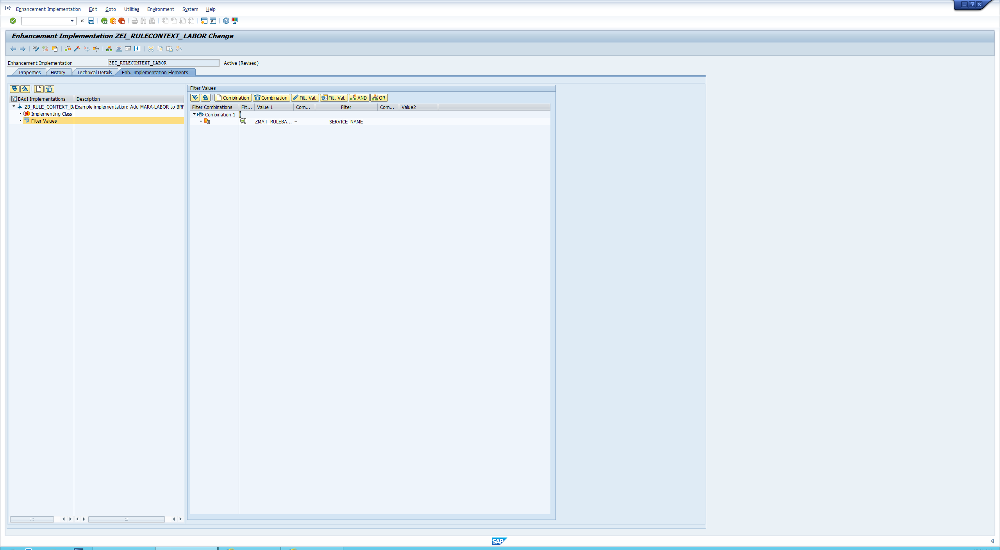 Enhancement Implementation Edit Goto Utilities Environment System Help
Enhancement Implementation ZEI_RULECONTEXT_LABOR Change
Enhancement Implementation ZEI_RULECONTEXT_LABOR Active (Revised)
Properties History Technical Details Enh. Implementation Elements
Filter Values
Combination Combination Filt. Val. Filt. Val. AND OR
BAdI Implementations Description
Filter Combinations Filt... Value 1 Com... Filter Com... Value2
ZB_RULE_CONTEXT_BA Example implementation: Add MARA-LABOR to BRF
Combination 1
Implementing Class
Filter Values
ZMAT_RULEBA... = SERVICE_NAME
SAP